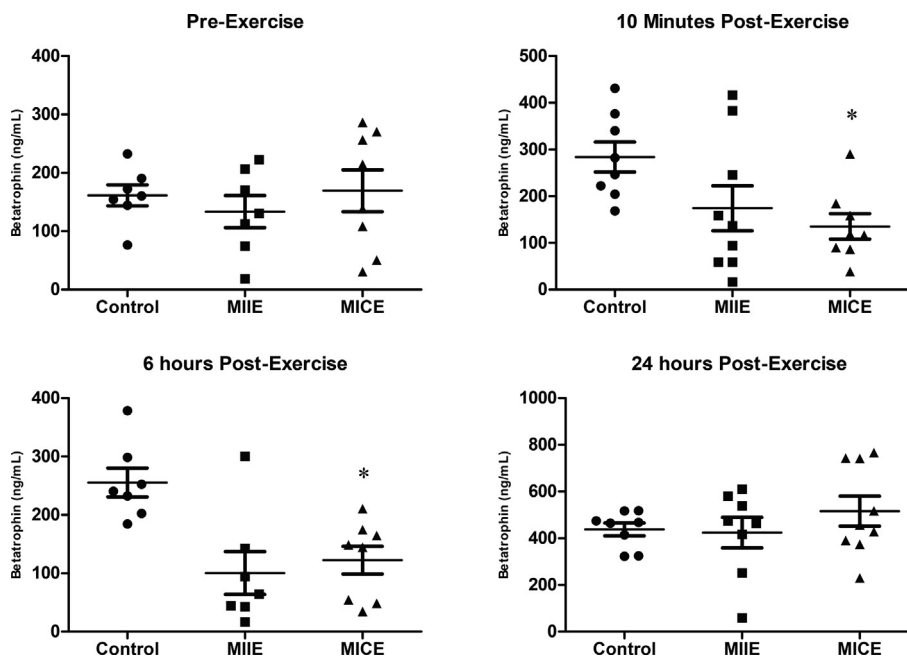 Pre-Exercise
Betatrophin (ng/mL)
400
300
200
100
0
Control MIIE MICE
10 Minutes Post-Exercise
Betatrophin (ng/mL)
500
400
300
200
100
0
*
Control MIIE MICE
6 hours Post-Exercise
Betatrophin (ng/mL)
400
300
200
100
0
*
Control MIIE MICE
24 hours Post-Exercise
Betatrophin (ng/mL)
1000
800
600
400
200
0
Control MIIE MICE